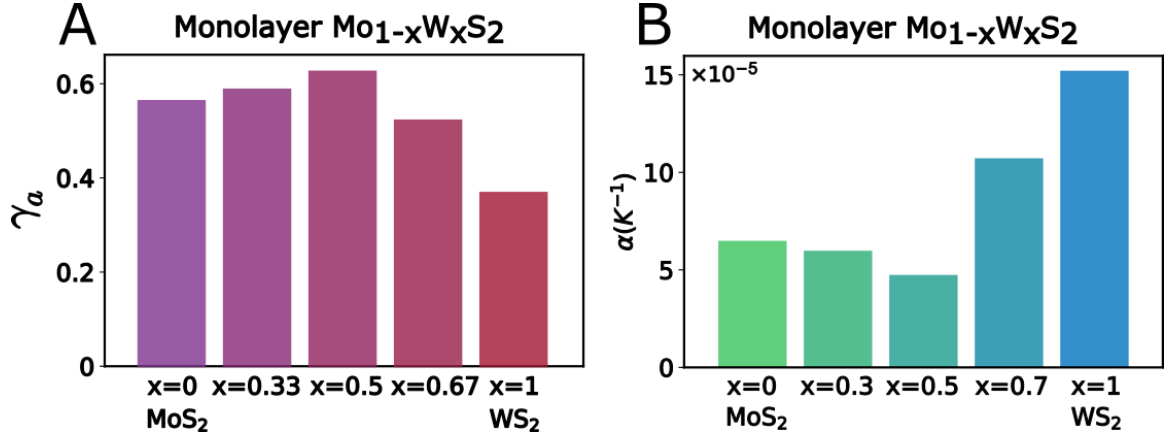 A
Monolayer Mo₁₋ₓWₓS₂
0.6
0.4
0.2
0
γₐ
x=0 x=0.33 x=0.5 x=0.67 x=1
MoS₂ WS₂
B
Monolayer Mo₁₋ₓWₓS₂
×10⁻⁵
15
10
5
0
α(K⁻¹)
x=0 x=0.3 x=0.5 x=0.7 x=1
MoS₂ WS₂